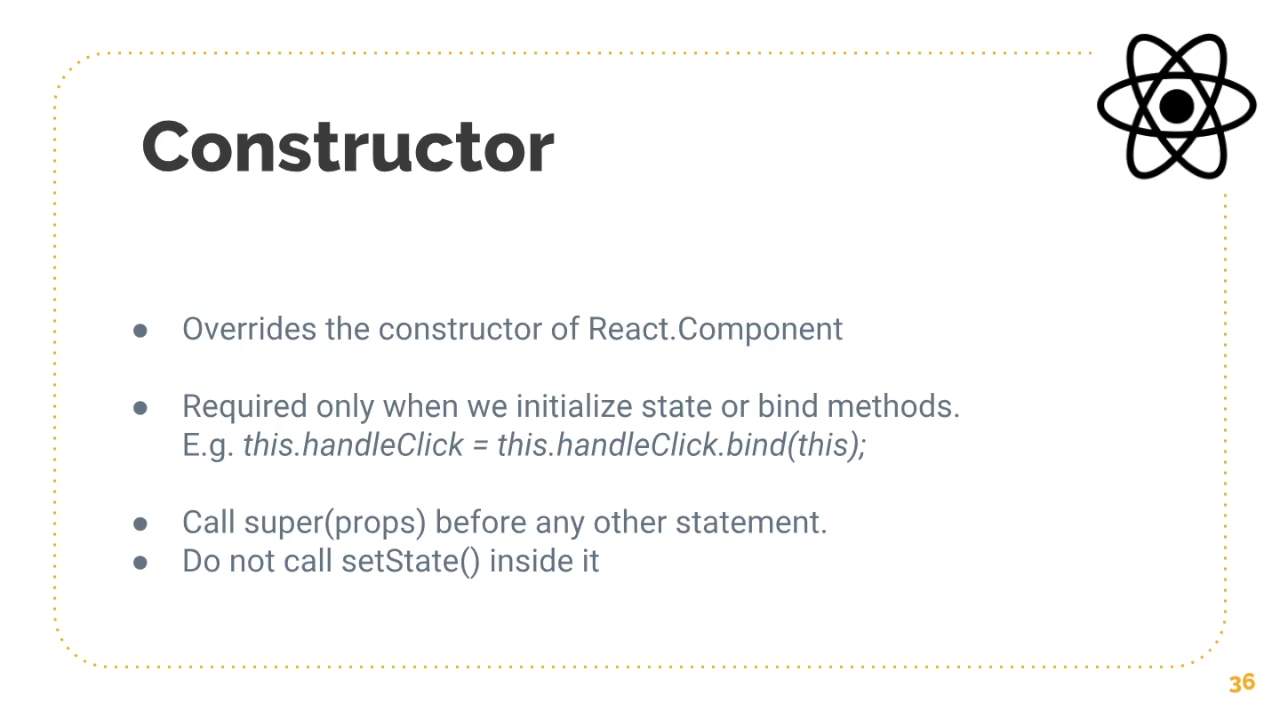 Constructor
● Overrides the constructor of React.Component
● Required only when we initialize state or bind methods.
E.g. this.handleClick = this.handleClick.bind(this);
● Call super(props) before any other statement.
● Do not call setState() inside it
36